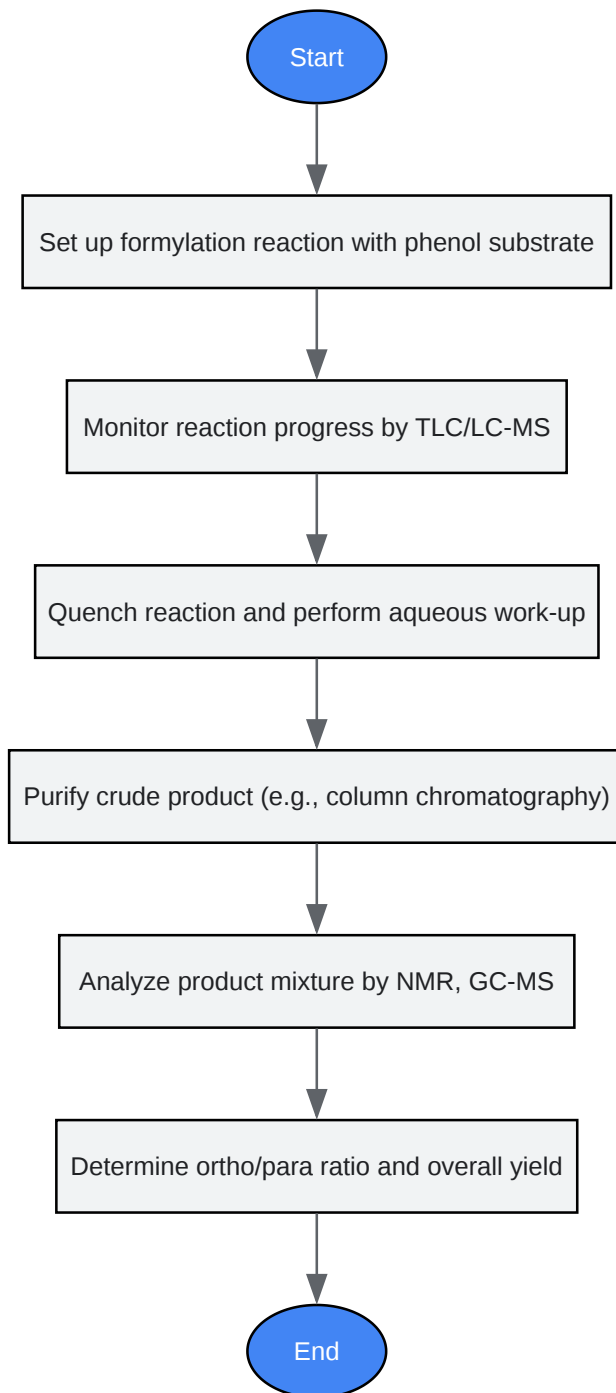 Start
Set up formylation reaction with phenol substrate
Monitor reaction progress by TLC/LC-MS
Quench reaction and perform aqueous work-up
Purify crude product (e.g., column chromatography)
Analyze product mixture by NMR, GC-MS
Determine ortho/para ratio and overall yield
End